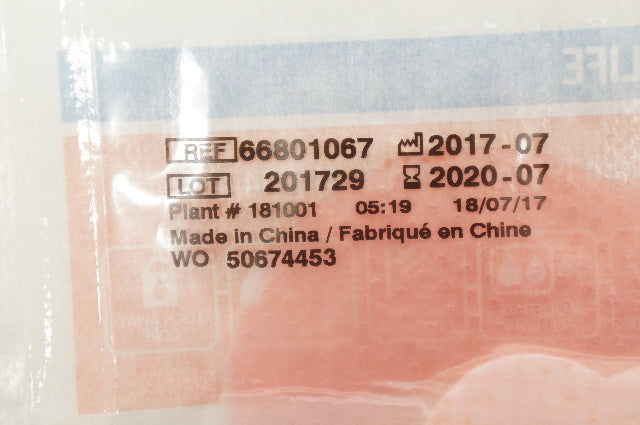 LIFE
REF 66801067 2017-07
LOT 201729 2020-07
Plant # 181001 05:19 18/07/17
Made in China / Fabriqué en Chine
WO 50674453